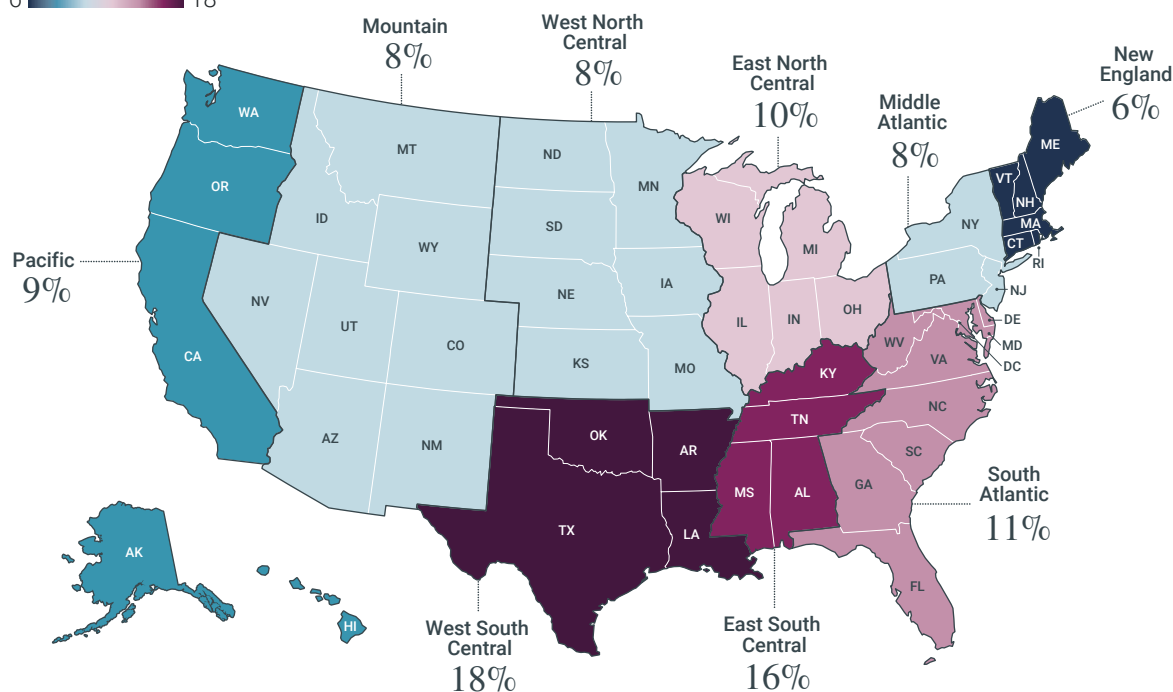 6
18
Mountain
8%
West North
Central
8%
East North
Central
10%
Middle
Atlantic
8%
New
England
6%
Pacific
9%
South
Atlantic
11%
West South
Central
18%
East South
Central
16%
WA
OR
CA
NV
ID
MT
WY
UT
CO
AZ
NM
ND
SD
NE
KS
MN
IA
MO
WI
MI
IL
IN
OH
NY
PA
NJ
ME
VT
NH
MA
CT
RI
DE
MD
DC
WV
VA
NC
SC
GA
FL
KY
TN
MS
AL
OK
AR
TX
LA
AK
HI